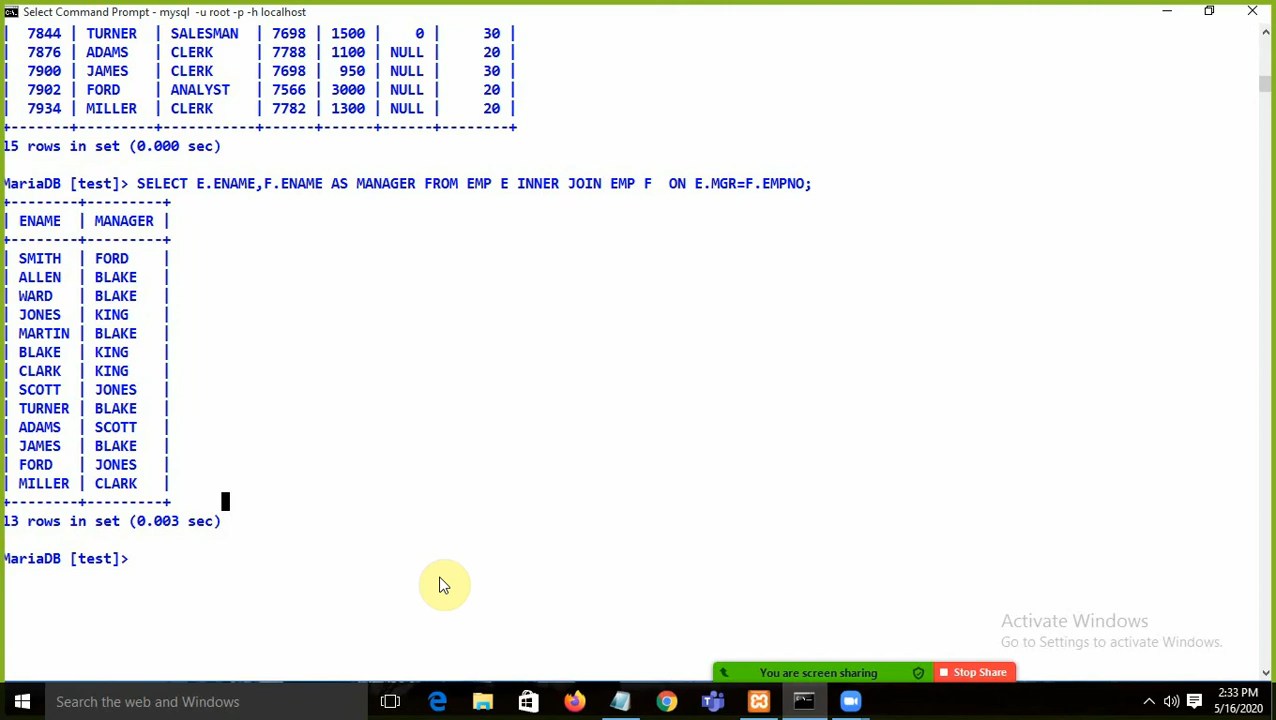 Select Command Prompt - mysql -u root -p -h localhost
| 7844 | TURNER | SALESMAN | 7698 | 1500 | 0 | 30 |
| 7876 | ADAMS | CLERK | 7788 | 1100 | NULL | 20 |
| 7900 | JAMES | CLERK | 7698 | 950 | NULL | 30 |
| 7902 | FORD | ANALYST | 7566 | 3000 | NULL | 20 |
| 7934 | MILLER | CLERK | 7782 | 1300 | NULL | 20 |
+-------+---------+-----------+------+------+------+--------+
15 rows in set (0.000 sec)
MariaDB [test]> SELECT E.ENAME,F.ENAME AS MANAGER FROM EMP E INNER JOIN EMP F  ON E.MGR=F.EMPNO;
+--------+---------+
| ENAME | MANAGER |
+--------+---------+
| SMITH | FORD |
| ALLEN | BLAKE |
| WARD | BLAKE |
| JONES | KING |
| MARTIN | BLAKE |
| BLAKE | KING |
| CLARK | KING |
| SCOTT | JONES |
| TURNER | BLAKE |
| ADAMS | SCOTT |
| JAMES | BLAKE |
| FORD | JONES |
| MILLER | CLARK |
+--------+---------+
13 rows in set (0.003 sec)
MariaDB [test]>
Activate Windows
Go to Settings to activate Windows.
You are screen sharing
Stop Share
Search the web and Windows
2:33 PM
5/16/2020